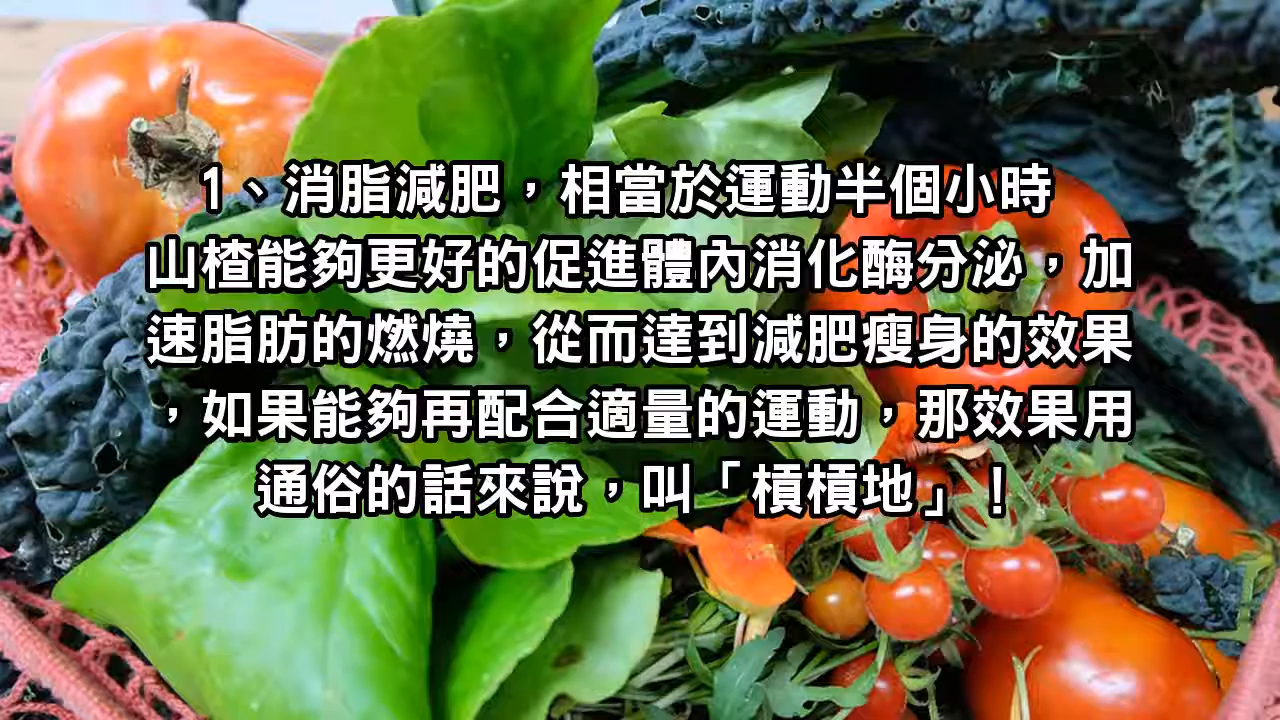 1、消脂減肥，相當於運動半個小時
山楂能夠更好的促進體內消化酶分泌，加
速脂肪的燃燒，從而達到減肥瘦身的效果
，如果能夠再配合適量的運動，那效果用
通俗的話來說，叫「槓槓地」！